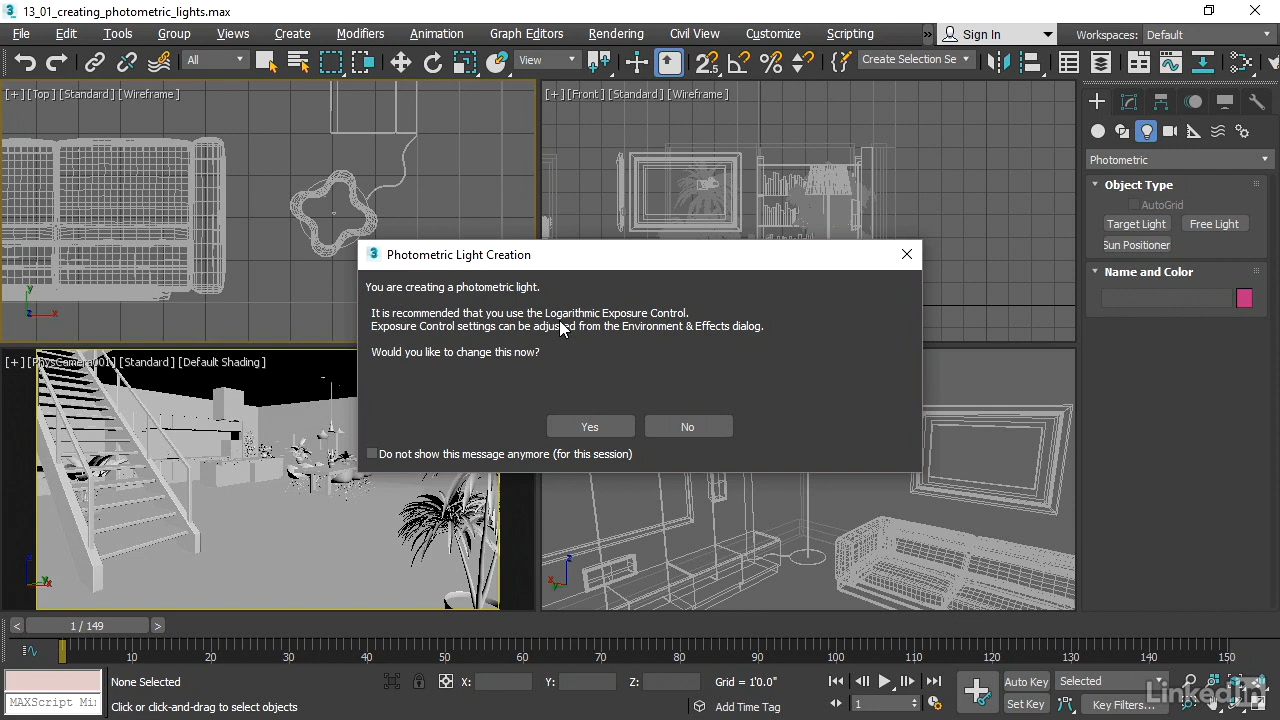 3 13_01_creating_photometric_lights.max
File Edit Tools Group Views Create Modifiers Animation Graph Editors Rendering Civil View Customize Scripting » Sign In Workspaces: Default
All View Create Selection Se
[+] [Top] [Standard] [Wireframe]
[+] [Front] [Standard] [Wireframe]
Photometric
Object Type
AutoGrid
Target Light Free Light
Sun Positioner
Name and Color
3 Photometric Light Creation
You are creating a photometric light.
It is recommended that you use the Logarithmic Exposure Control.
Exposure Control settings can be adjusted from the Environment & Effects dialog.
Would you like to change this now?
Yes No
Do not show this message anymore (for this session)
[+] [PhysCamera001] [Standard] [Default Shading]
< 1 / 149 >
10 20 30 40 50 60 70 80 90 100 110 120 130 140 150
None Selected X: Y: Z: Grid = 1'0.0" Auto Key Selected
MAXScript Mi Click or click-and-drag to select objects Add Time Tag 1 Set Key Key Filters...
LinkedIn